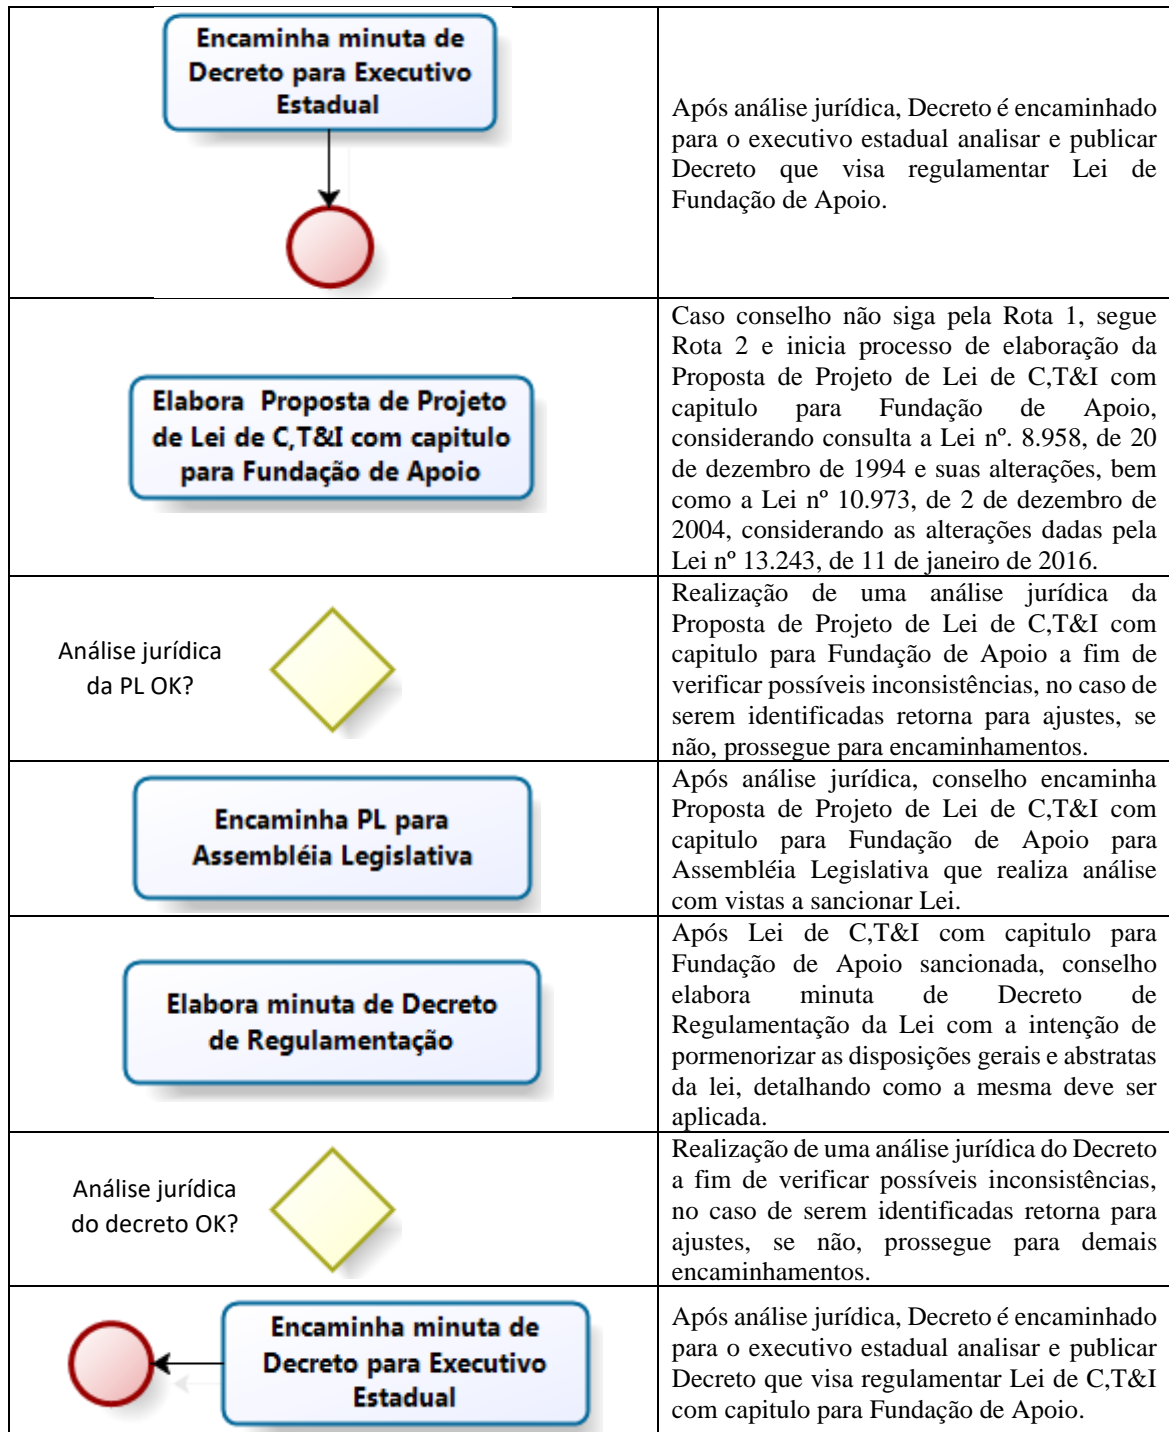 Encaminha minuta de
Decreto para Executivo
Estadual
Após análise jurídica, Decreto é encaminhado
para o executivo estadual analisar e publicar
Decreto que visa regulamentar Lei de
Fundação de Apoio.
Elabora Proposta de Projeto
de Lei de C,T&I com capitulo
para Fundação de Apoio
Caso conselho não siga pela Rota 1, segue
Rota 2 e inicia processo de elaboração da
Proposta de Projeto de Lei de C,T&I com
capitulo para Fundação de Apoio,
considerando consulta a Lei nº. 8.958, de 20
de dezembro de 1994 e suas alterações, bem
como a Lei nº 10.973, de 2 de dezembro de
2004, considerando as alterações dadas pela
Lei nº 13.243, de 11 de janeiro de 2016.
Análise jurídica
da PL OK?
Realização de uma análise jurídica da
Proposta de Projeto de Lei de C,T&I com
capitulo para Fundação de Apoio a fim de
verificar possíveis inconsistências, no caso de
serem identificadas retorna para ajustes, se
não, prossegue para encaminhamentos.
Encaminha PL para
Assembléia Legislativa
Após análise jurídica, conselho encaminha
Proposta de Projeto de Lei de C,T&I com
capitulo para Fundação de Apoio para
Assembléia Legislativa que realiza análise
com vistas a sancionar Lei.
Elabora minuta de Decreto
de Regulamentação
Após Lei de C,T&I com capitulo para
Fundação de Apoio sancionada, conselho
elabora minuta de Decreto de
Regulamentação da Lei com a intenção de
pormenorizar as disposições gerais e abstratas
da lei, detalhando como a mesma deve ser
aplicada.
Análise jurídica
do decreto OK?
Realização de uma análise jurídica do Decreto
a fim de verificar possíveis inconsistências,
no caso de serem identificadas retorna para
ajustes, se não, prossegue para demais
encaminhamentos.
Encaminha minuta de
Decreto para Executivo
Estadual
Após análise jurídica, Decreto é encaminhado
para o executivo estadual analisar e publicar
Decreto que visa regulamentar Lei de C,T&I
com capitulo para Fundação de Apoio.